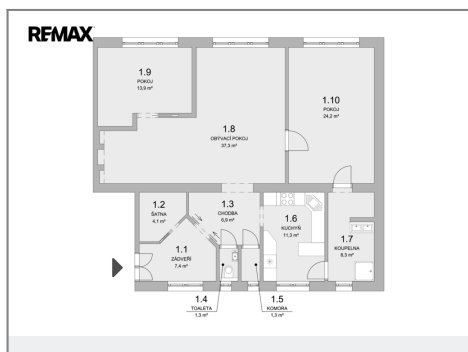 REMAX
1.9
POKOJ
13,9 m²
1.8
OBÝVACÍ POKOJ
37,3 m²
1.10
POKOJ
24,2 m²
1.2
ŠATNA
4,1 m²
1.3
CHODBA
6,9 m²
1.6
KUCHYŇ
11,3 m²
1.1
ZÁDVEŘÍ
7,4 m²
1.7
KOUPELNA
8,3 m²
1.4
TOALETA
1,3 m²
1.5
KOMORA
1,3 m²